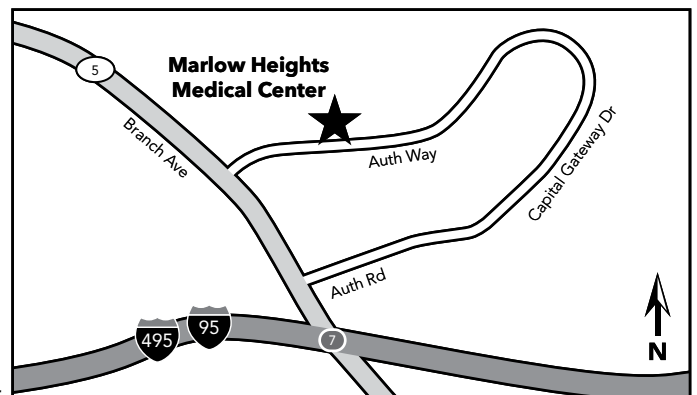 5
Marlow Heights
Medical Center
Branch Ave
Auth Way
Capital Gateway Dr
Auth Rd
495
95
7
N